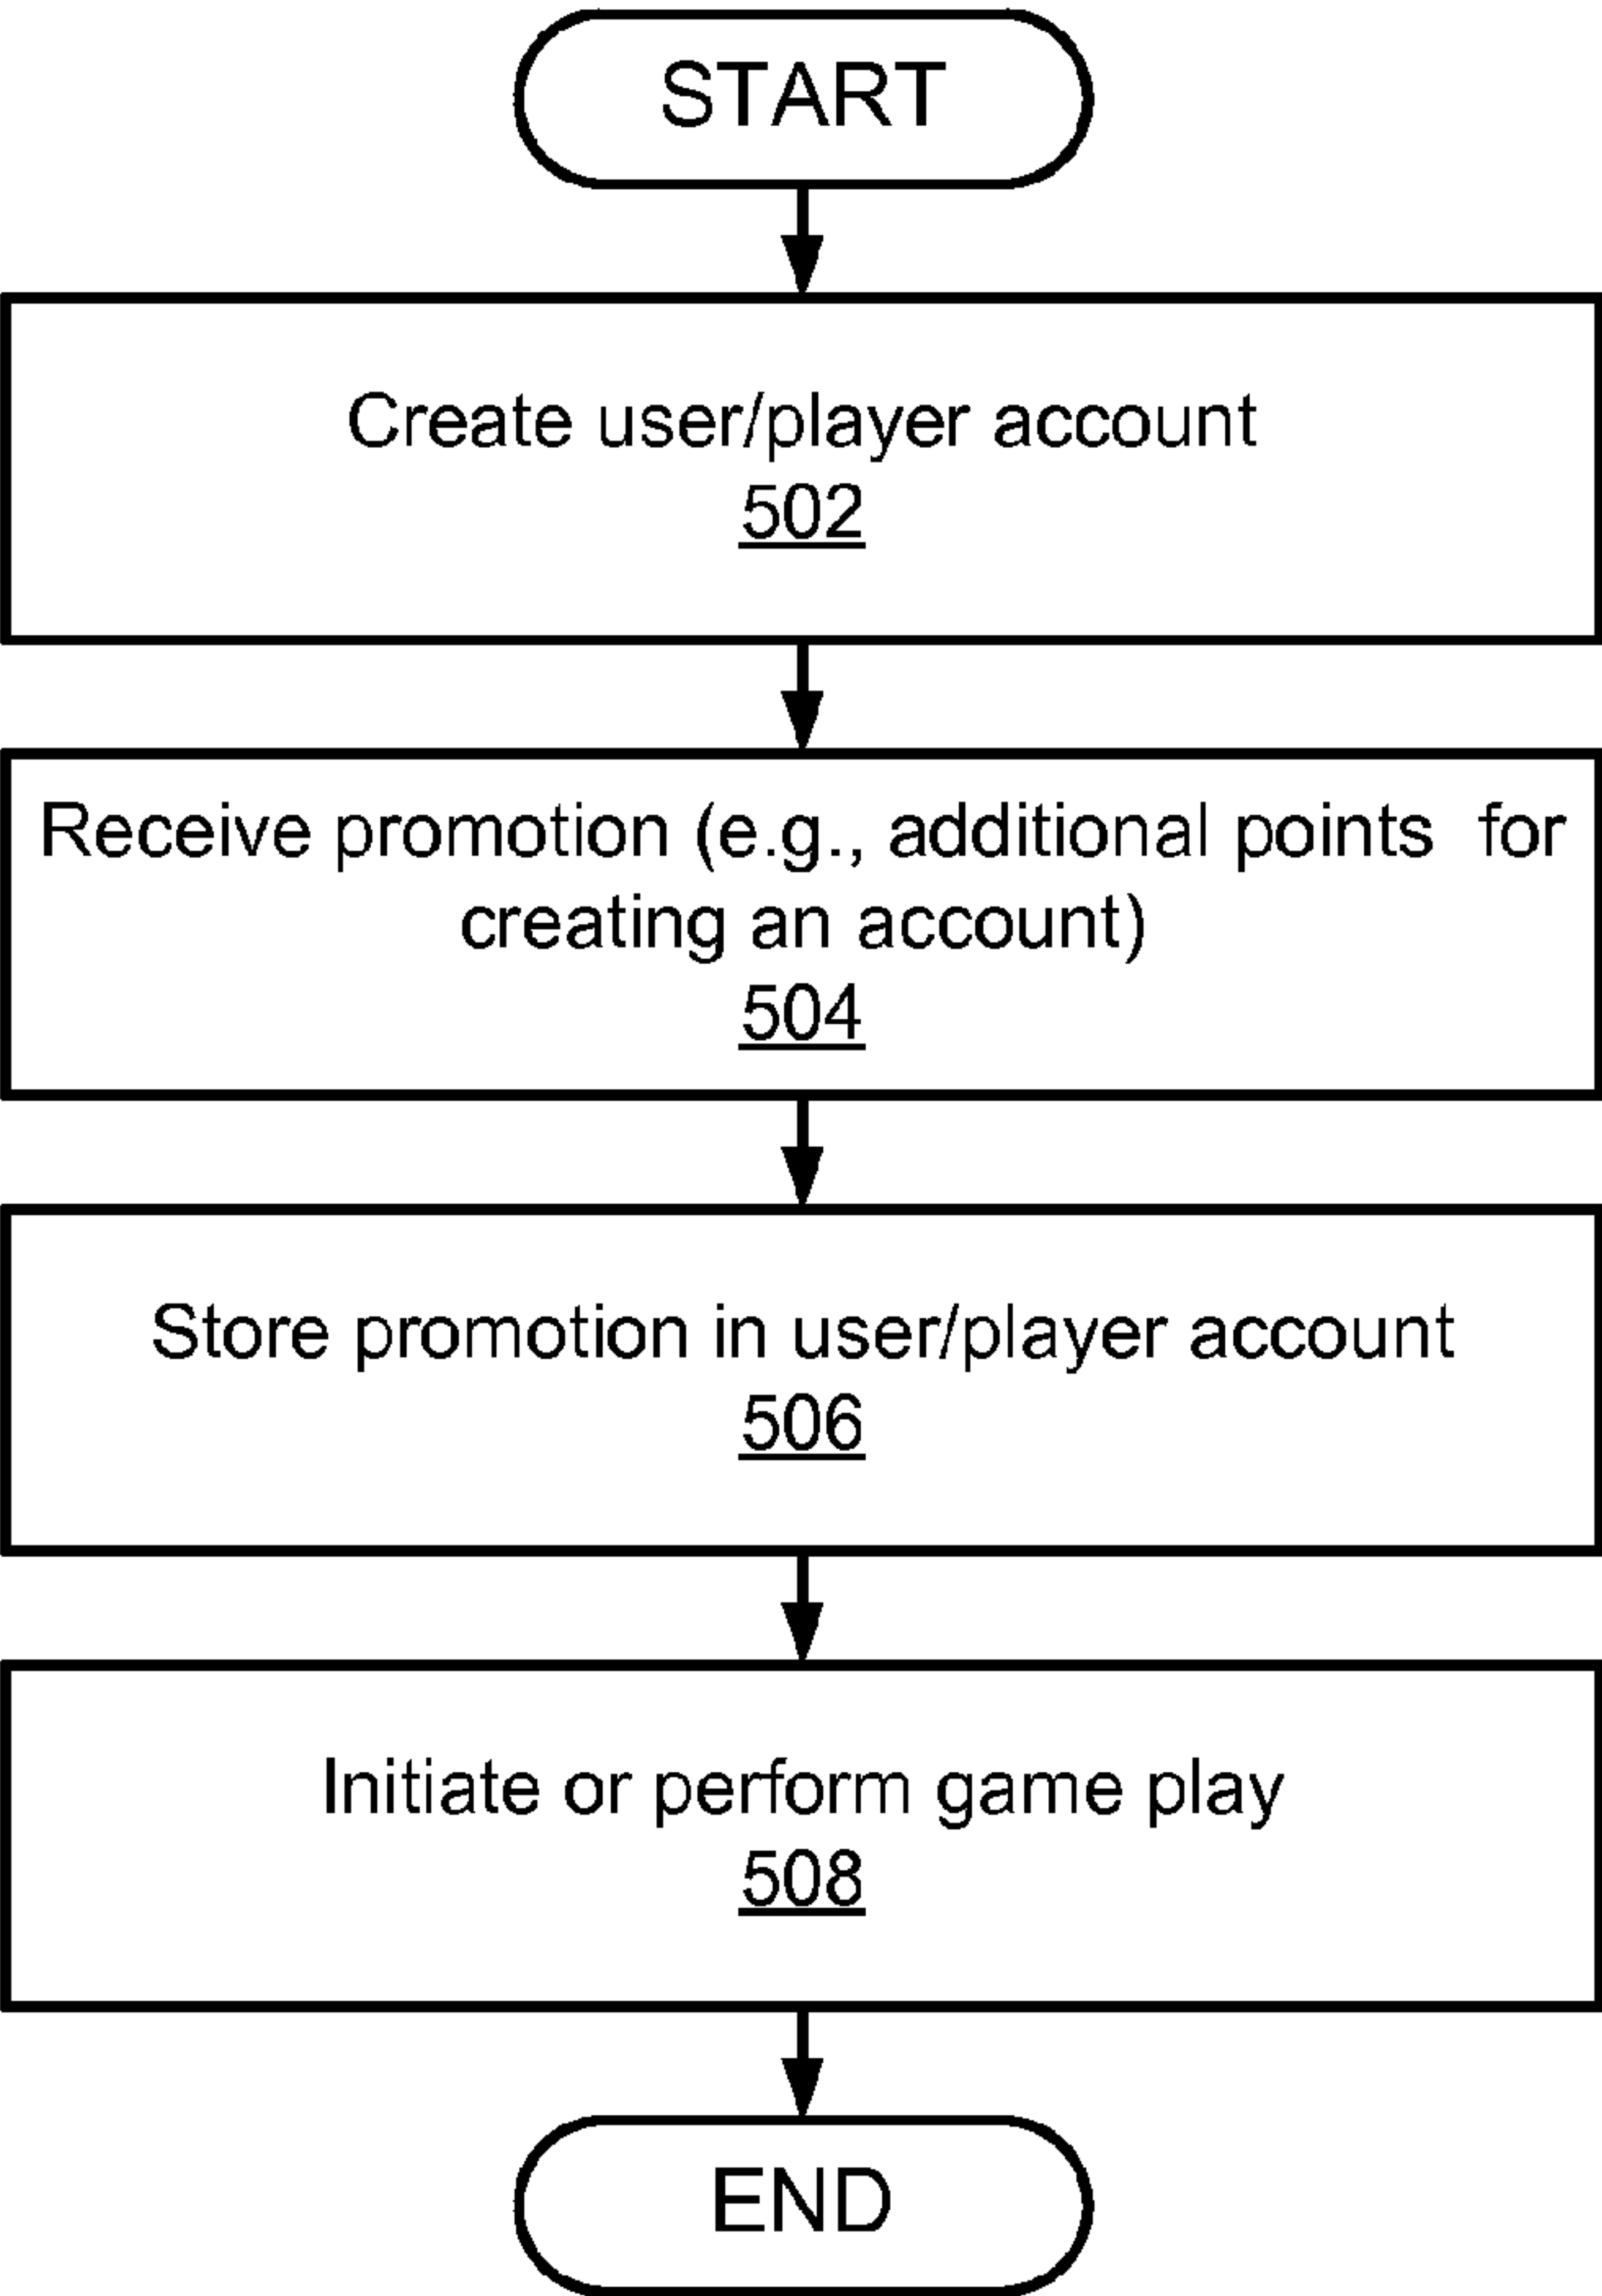 START
Create user/player account
502
Receive promotion (e.g., additional points for
creating an account)
504
Store promotion in user/player account
506
Initiate or perform game play
508
END